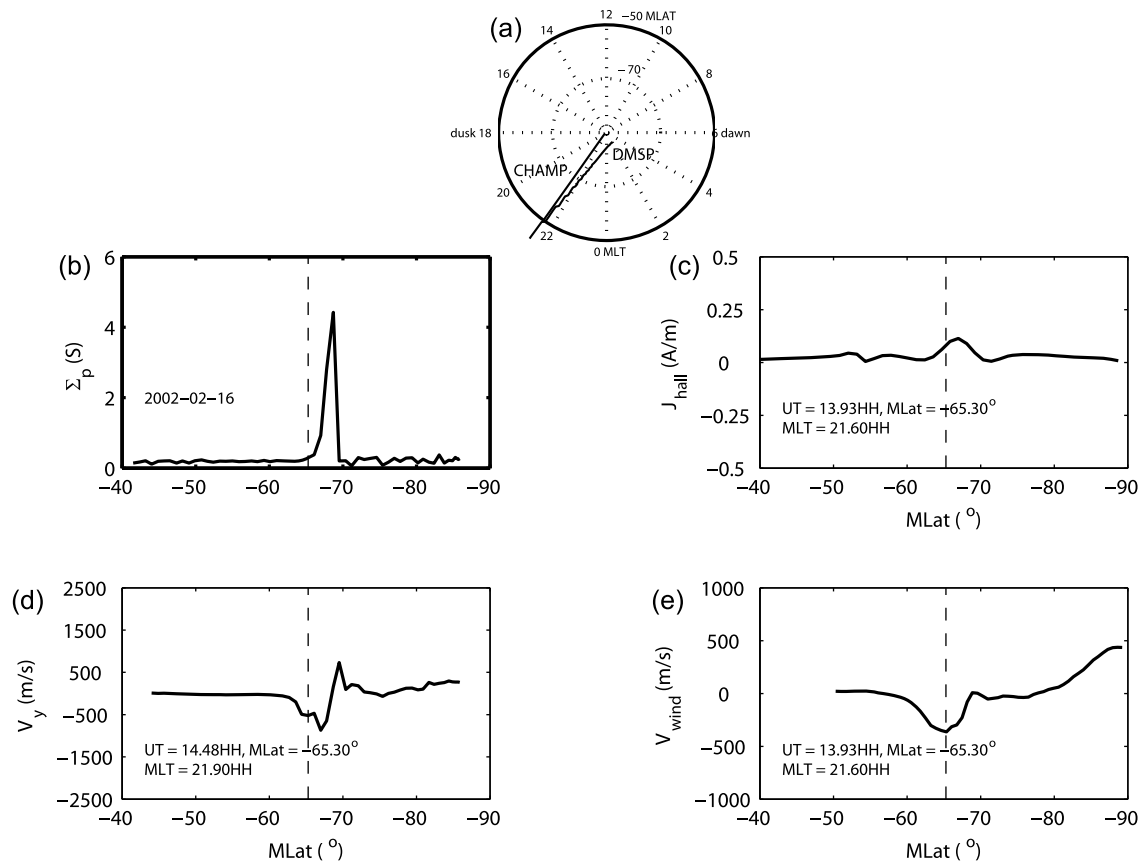 (a)
12
−50 MLAT
14
10
−70
16
8
dusk 18
6 dawn
CHAMP
DMSP
20
4
22
2
0 MLT
(b)
6
4
2
0
Σp (S)
2002−02−16
−40
−50
−60
−70
−80
−90
(c)
0.5
0.25
0
−0.25
−0.5
Jhall (A/m)
UT = 13.93HH, MLat = −65.30°
MLT = 21.60HH
−40
−50
−60
−70
−80
−90
MLat ( °)
(d)
2500
1500
500
−500
−1500
−2500
Vy (m/s)
UT = 14.48HH, MLat = −65.30°
MLT = 21.90HH
−40
−50
−60
−70
−80
−90
MLat ( °)
(e)
1000
500
0
−500
−1000
Vwind (m/s)
UT = 13.93HH, MLat = −65.30°
MLT = 21.60HH
−40
−50
−60
−70
−80
−90
MLat ( °)